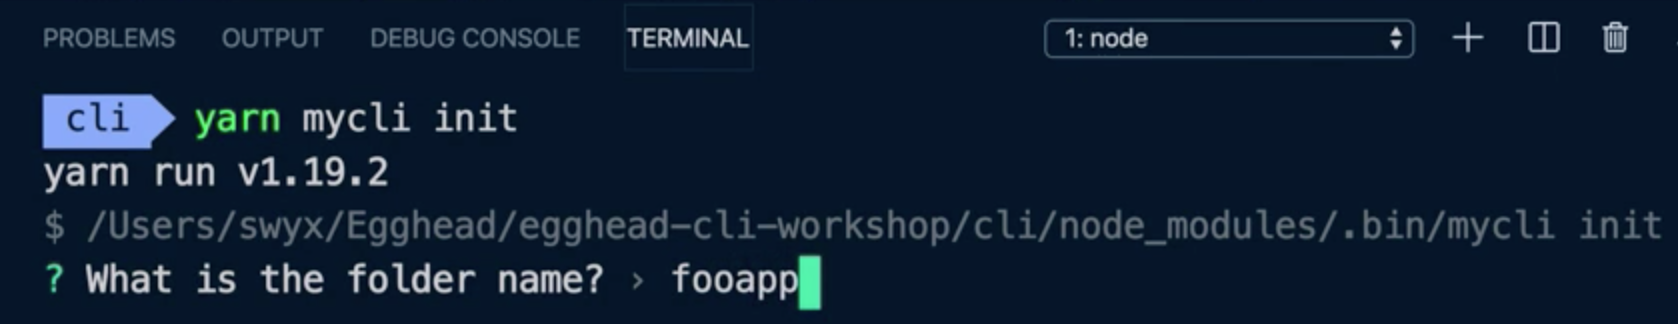 PROBLEMS OUTPUT DEBUG CONSOLE TERMINAL 1: node
cli yarn mycli init
yarn run v1.19.2
$ /Users/swyx/Egghead/egghead-cli-workshop/cli/node_modules/.bin/mycli init
? What is the folder name? › fooapp